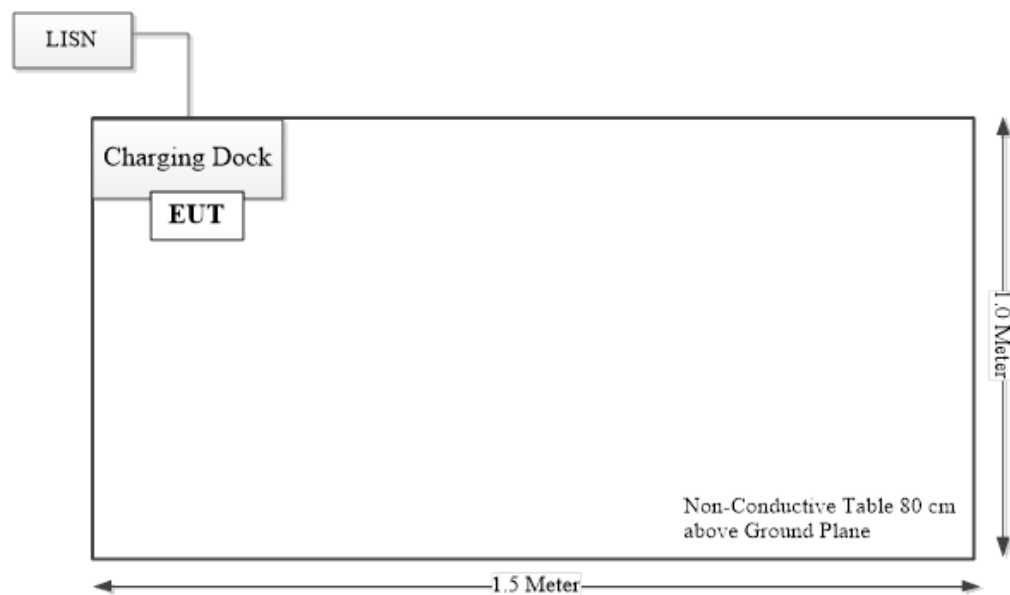 LISN
Charging Dock
EUT
1.0 Meter
Non-Conductive Table 80 cm
above Ground Plane
1.5 Meter